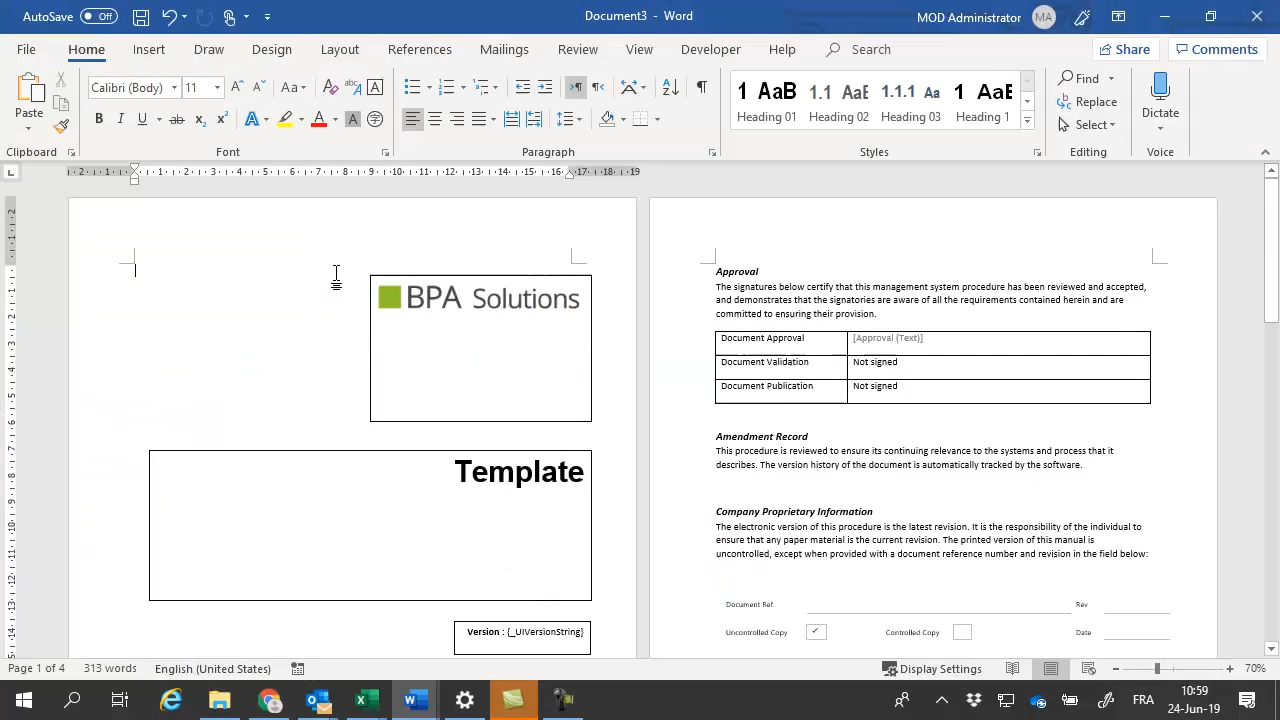 AutoSave Off
Document3 - Word
MOD Administrator MA
File Home Insert Draw Design Layout References Mailings Review View Developer Help Search
Share Comments
Paste
Clipboard
Calibri (Body) 11
Font
Paragraph
1 AaB 1.1 AaE 1.1.1 Aa 1 AaE
Heading 01 Heading 02 Heading 03 Heading 1
Styles
Find
Replace
Select
Editing
Dictate
Voice
BPA Solutions
Template
Version : {_UIVersionString}
Approval
The signatures below certify that this management system procedure has been reviewed and accepted,
and demonstrates that the signatories are aware of all the requirements contained herein and are
committed to ensuring their provision.
Document Approval [Approval (Text)]
Document Validation Not signed
Document Publication Not signed
Amendment Record
This procedure is reviewed to ensure its continuing relevance to the systems and process that it
describes. The version history of the document is automatically tracked by the software.
Company Proprietary Information
The electronic version of this procedure is the latest revision. It is the responsibility of the individual to
ensure that any paper material is the current revision. The printed version of this manual is
uncontrolled, except when provided with a document reference number and revision in the field below:
Document Ref. Rev
Uncontrolled Copy ✓ Controlled Copy Date
Page 1 of 4 313 words English (United States)
Display Settings 70%
FRA
10:59
24-Jun-19